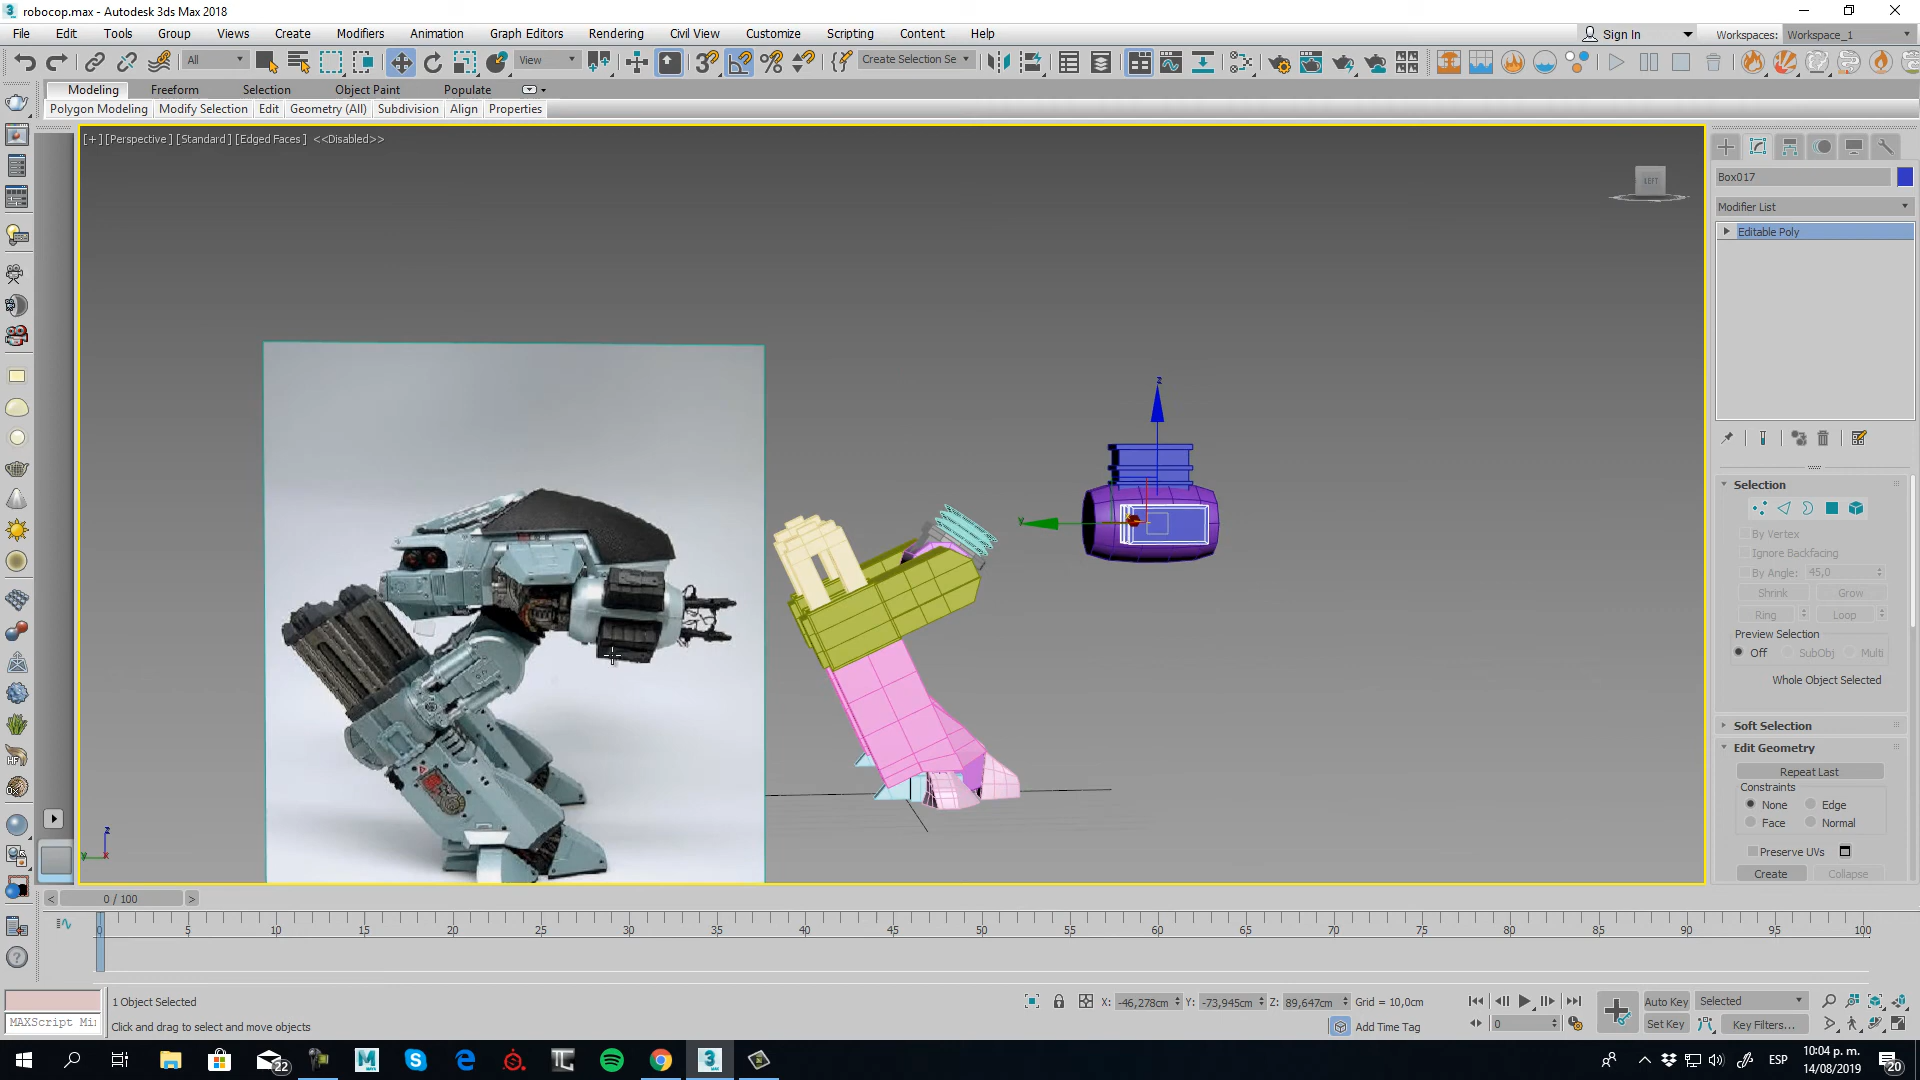 robocop.max - Autodesk 3ds Max 2018
File Edit Tools Group Views Create Modifiers Animation Graph Editors Rendering Civil View Customize Scripting Content Help
Sign In
Workspaces: Workspace_1
All
View
Create Selection Se
Modeling Freeform Selection Object Paint Populate
Polygon Modeling Modify Selection Edit Geometry (All) Subdivision Align Properties
[+] [Perspective] [Standard] [Edged Faces] <<Disabled>>
LEFT
z
y
z
y x
Box017
Modifier List
Editable Poly
Selection
By Vertex
Ignore Backfacing
By Angle: 45,0
Shrink Grow
Ring Loop
Preview Selection
Off SubObj Multi
Whole Object Selected
Soft Selection
Edit Geometry
Repeat Last
Constraints
None Edge
Face Normal
Preserve UVs
Create Collapse
< 0 / 100 >
0 5 10 15 20 25 30 35 40 45 50 55 60 65 70 75 80 85 90 95 100
1 Object Selected
X: -46,278cm Y: -73,945cm Z: 89,647cm Grid = 10,0cm
Auto Key Selected
MAXScript Mi
Click and drag to select and move objects
Add Time Tag
0
Set Key Key Filters...
22
ESP
10:04 p. m.
14/08/2019
20